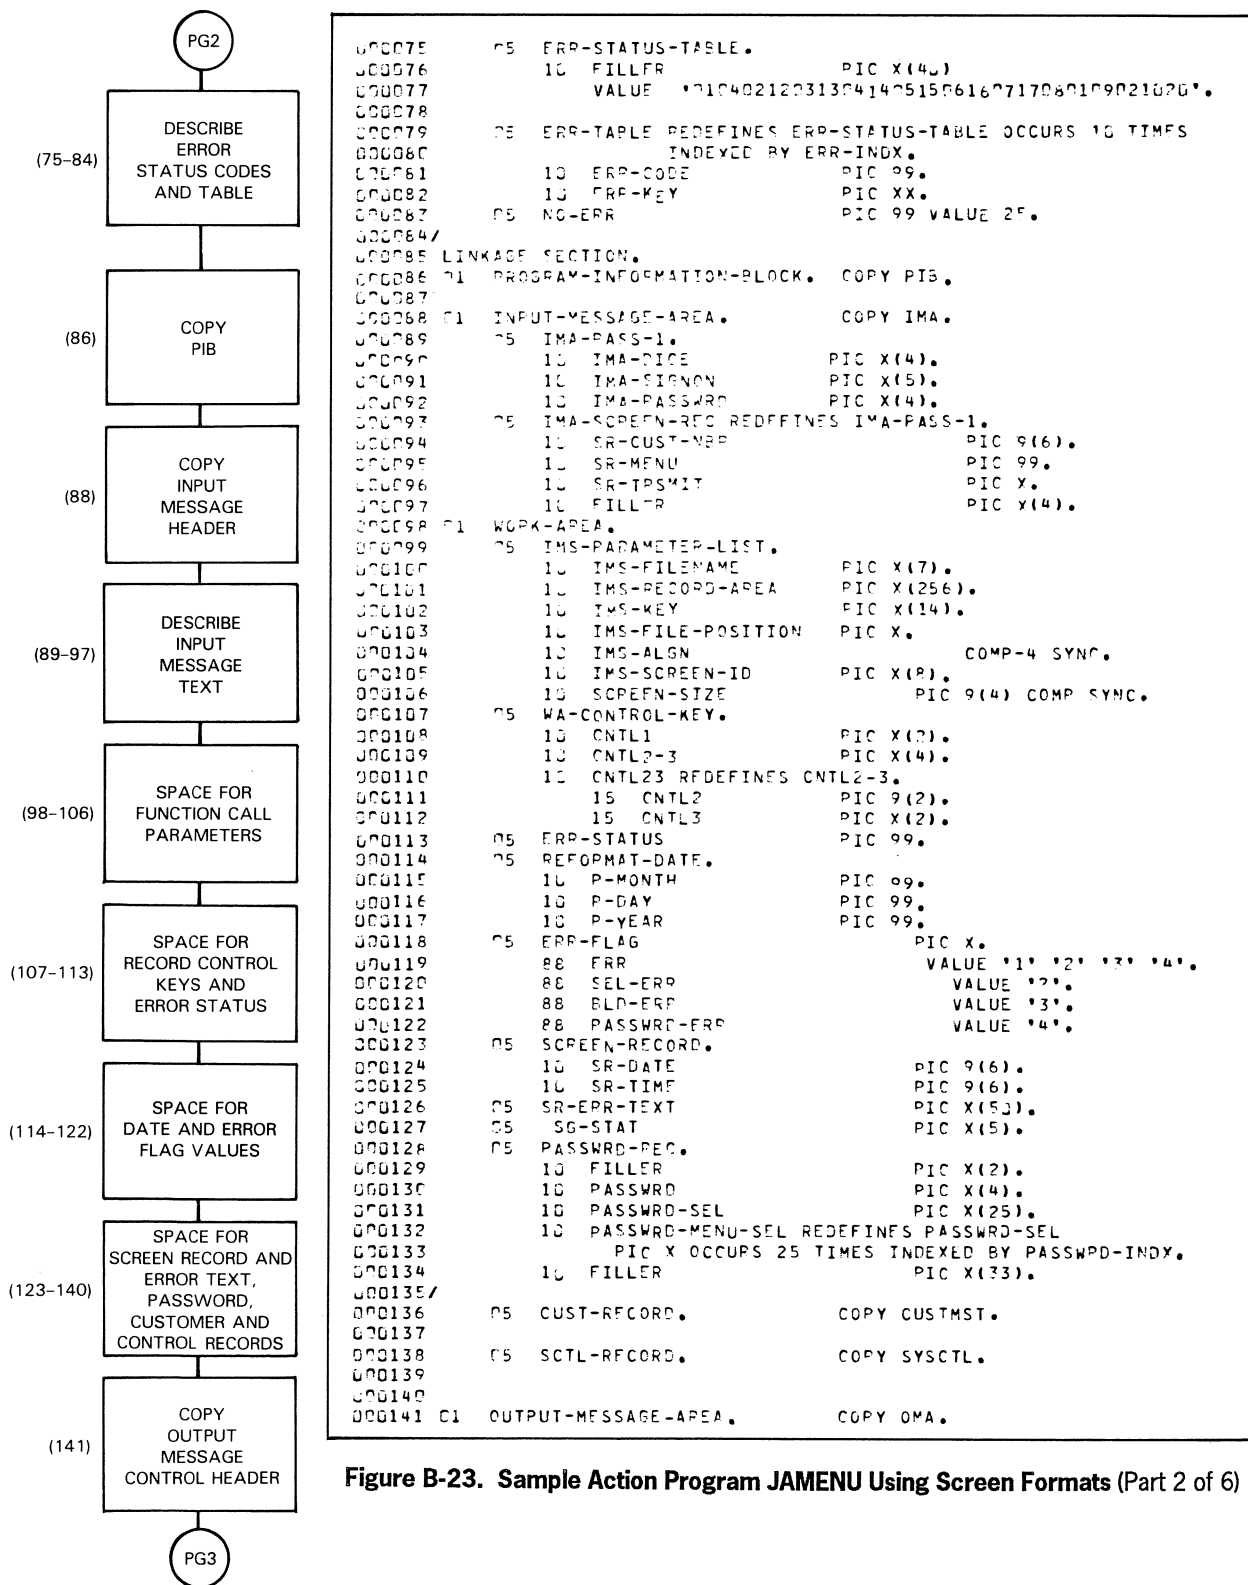 PG2
(75–84)
DESCRIBE
ERROR
STATUS CODES
AND TABLE
(86)
COPY
PIB
(88)
COPY
INPUT
MESSAGE
HEADER
(89–97)
DESCRIBE
INPUT
MESSAGE
TEXT
(98–106)
SPACE FOR
FUNCTION CALL
PARAMETERS
(107–113)
SPACE FOR
RECORD CONTROL
KEYS AND
ERROR STATUS
(114–122)
SPACE FOR
DATE AND ERROR
FLAG VALUES
(123–140)
SPACE FOR
SCREEN RECORD AND
ERROR TEXT,
PASSWORD,
CUSTOMER AND
CONTROL RECORDS
(141)
COPY
OUTPUT
MESSAGE
CONTROL HEADER
PG3
000075 05 ERR-STATUS-TABLE.
000076 10 FILLER PIC X(40)
000077 VALUE
000078
000079 05 ERR-TABLE REDEFINES ERR-STATUS-TABLE OCCURS 10 TIMES
000080 INDEXED BY ERR-INDX.
000081 10 ERR-CODE PIC 99.
000082 10 ERR-KEY PIC XX.
000083 05 NO-ERR PIC 99 VALUE
000084/
000085 LINKAGE SECTION.
000086 01 PROGRAM-INFORMATION-BLOCK. COPY PIB.
000087
000088 01 INPUT-MESSAGE-AREA. COPY IMA.
000089 05 IMA-PASS-1.
000090 10 IMA-DICE PIC X(4).
000091 10 IMA-SIGNON PIC X(5).
000092 10 IMA-PASSWRD PIC X(4).
000093 05 IMA-SCREEN-REC REDEFINES IMA-PASS-1.
000094 10 SR-CUST-NBR PIC 9(6).
000095 10 SR-MENU PIC 99.
000096 10 SR-TRSMIT PIC X.
000097 10 FILLER PIC X(4).
000098 01 WORK-AREA.
000099 05 IMS-PARAMETER-LIST.
000100 10 IMS-FILENAME PIC X(7).
000101 10 IMS-RECORD-AREA PIC X(256).
000102 10 IMS-KEY PIC X(14).
000103 10 IMS-FILE-POSITION PIC X.
000104 10 IMS-ALGN COMP-4 SYNC.
000105 10 IMS-SCREEN-ID PIC X(8).
000106 10 SCREEN-SIZE PIC 9(4) COMP SYNC.
000107 05 WA-CONTROL-KEY.
000108 10 CNTL1 PIC
000109 10 CNTL2-3 PIC X(4).
000110 10 CNTL23 REDEFINES CNTL2-3.
000111 15 CNTL2 PIC 9(2).
000112 15 CNTL3 PIC X(2).
000113 05 ERR-STATUS PIC 99.
000114 05 REFORMAT-DATE.
000115 10 P-MONTH PIC 99.
000116 10 P-DAY PIC 99.
000117 10 P-YEAR PIC 99.
000118 05 ERR-FLAG PIC X.
000119 88 ERR VALUE '1' '2' '3' '4'.
000120 88 SEL-ERR VALUE '2'.
000121 88 BLD-ERR VALUE '3'.
000122 88 PASSWRD-ERR VALUE '4'.
000123 05 SCREEN-RECORD.
000124 10 SR-DATE PIC 9(6).
000125 10 SR-TIME PIC 9(6).
000126 05 SR-ERR-TEXT PIC X(50).
000127 05 SG-STAT PIC X(5).
000128 05 PASSWRD-REC.
000129 10 FILLER PIC X(2).
000130 10 PASSWRD PIC X(4).
000131 10 PASSWRD-SEL PIC X(25).
000132 10 PASSWRD-MENU-SEL REDEFINES PASSWRD-SEL
000133 PIC X OCCURS 25 TIMES INDEXED BY PASSWRD-INDX.
000134 10 FILLER PIC X(33).
000135/
000136 05 CUST-RECORD. COPY CUSTMST.
000137
000138 05 SCTL-RECORD. COPY SYSCTL.
000139
000140
000141 01 OUTPUT-MESSAGE-AREA. COPY OMA.
Figure B-23. Sample Action Program JAMENU Using Screen Formats (Part 2 of 6)